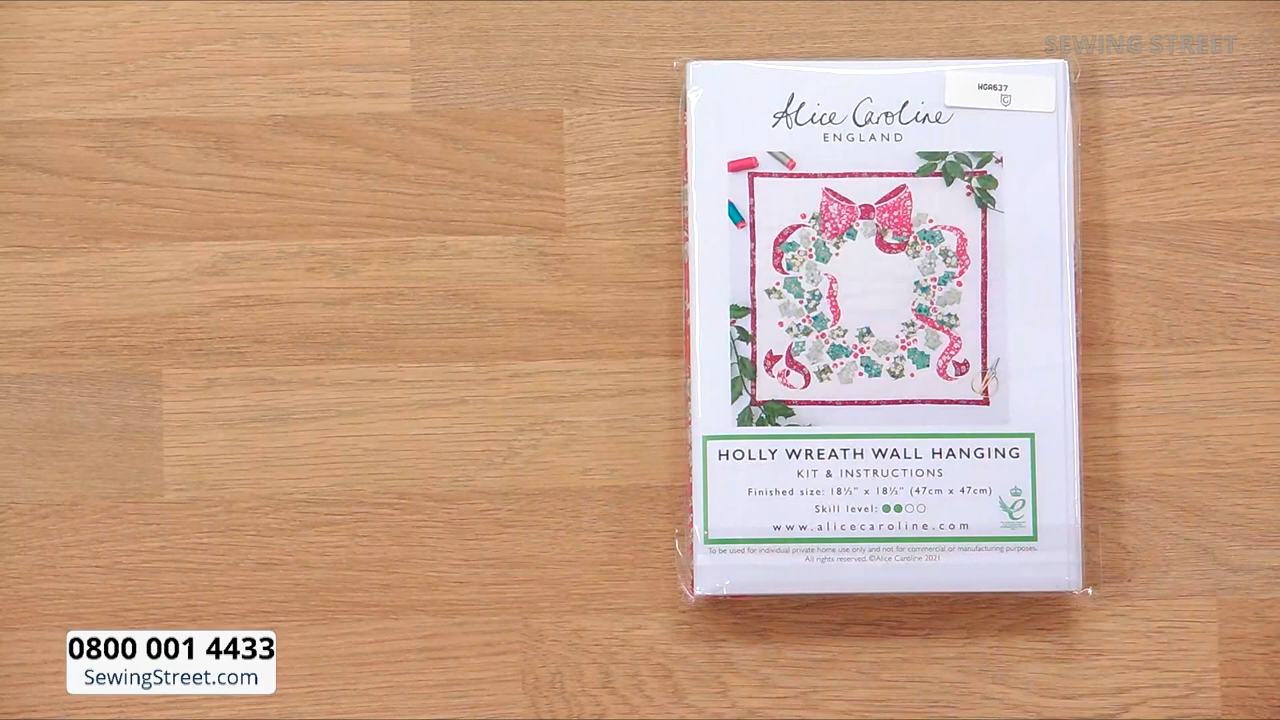 SEWING STREET
WGA637
Alice Caroline
ENGLAND
HOLLY WREATH WALL HANGING
KIT & INSTRUCTIONS
Finished size: 18½” x 18½” (47cm x 47cm)
Skill level:
www.alicecaroline.com
To be used for individual private home use only and not for commercial or manufacturing purposes.
All rights reserved. ©Alice Caroline 2021
0800 001 4433
SewingStreet.com